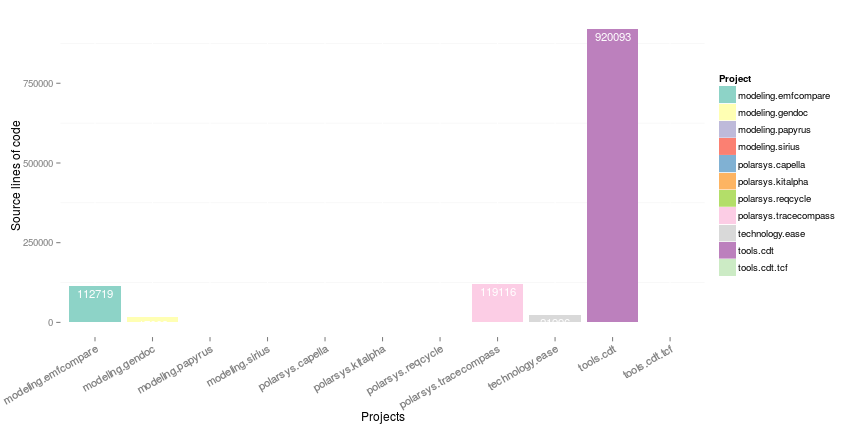 920093
750000
500000
250000
0
112719
119116
Source lines of code
modeling.emfcompare
modeling.gendoc
modeling.papyrus
modeling.sirius
polarsys.capella
polarsys.kitalpha
polarsys.reqcycle
polarsys.tracecompass
technology.ease
tools.cdt
tools.cdt.tcf
Projects
Project
modeling.emfcompare
modeling.gendoc
modeling.papyrus
modeling.sirius
polarsys.capella
polarsys.kitalpha
polarsys.reqcycle
polarsys.tracecompass
technology.ease
tools.cdt
tools.cdt.tcf